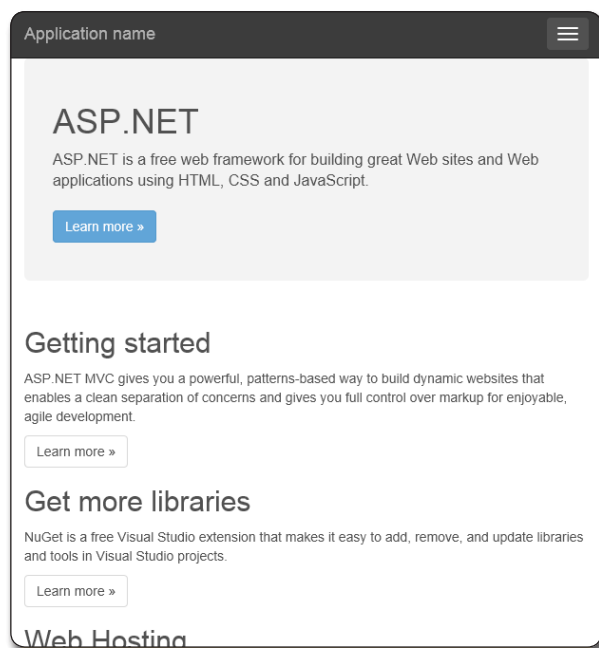 Application name
ASP.NET
ASP.NET is a free web framework for building great Web sites and Web
applications using HTML, CSS and JavaScript.
Learn more »
Getting started
ASP.NET MVC gives you a powerful, patterns-based way to build dynamic websites that
enables a clean separation of concerns and gives you full control over markup for enjoyable,
agile development.
Learn more »
Get more libraries
NuGet is a free Visual Studio extension that makes it easy to add, remove, and update libraries
and tools in Visual Studio projects.
Learn more »
Web Hosting